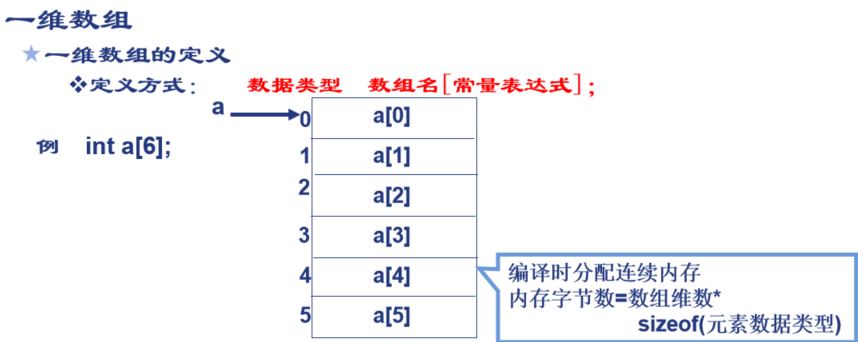 一维数组
★一维数组的定义
❖定义方式: 数据类型 数组名[常量表达式];
a
例 int a[6];
0 a[0]
1 a[1]
2 a[2]
3 a[3]
4 a[4]
5 a[5]
编译时分配连续内存
内存字节数=数组维数*
sizeof(元素数据类型)